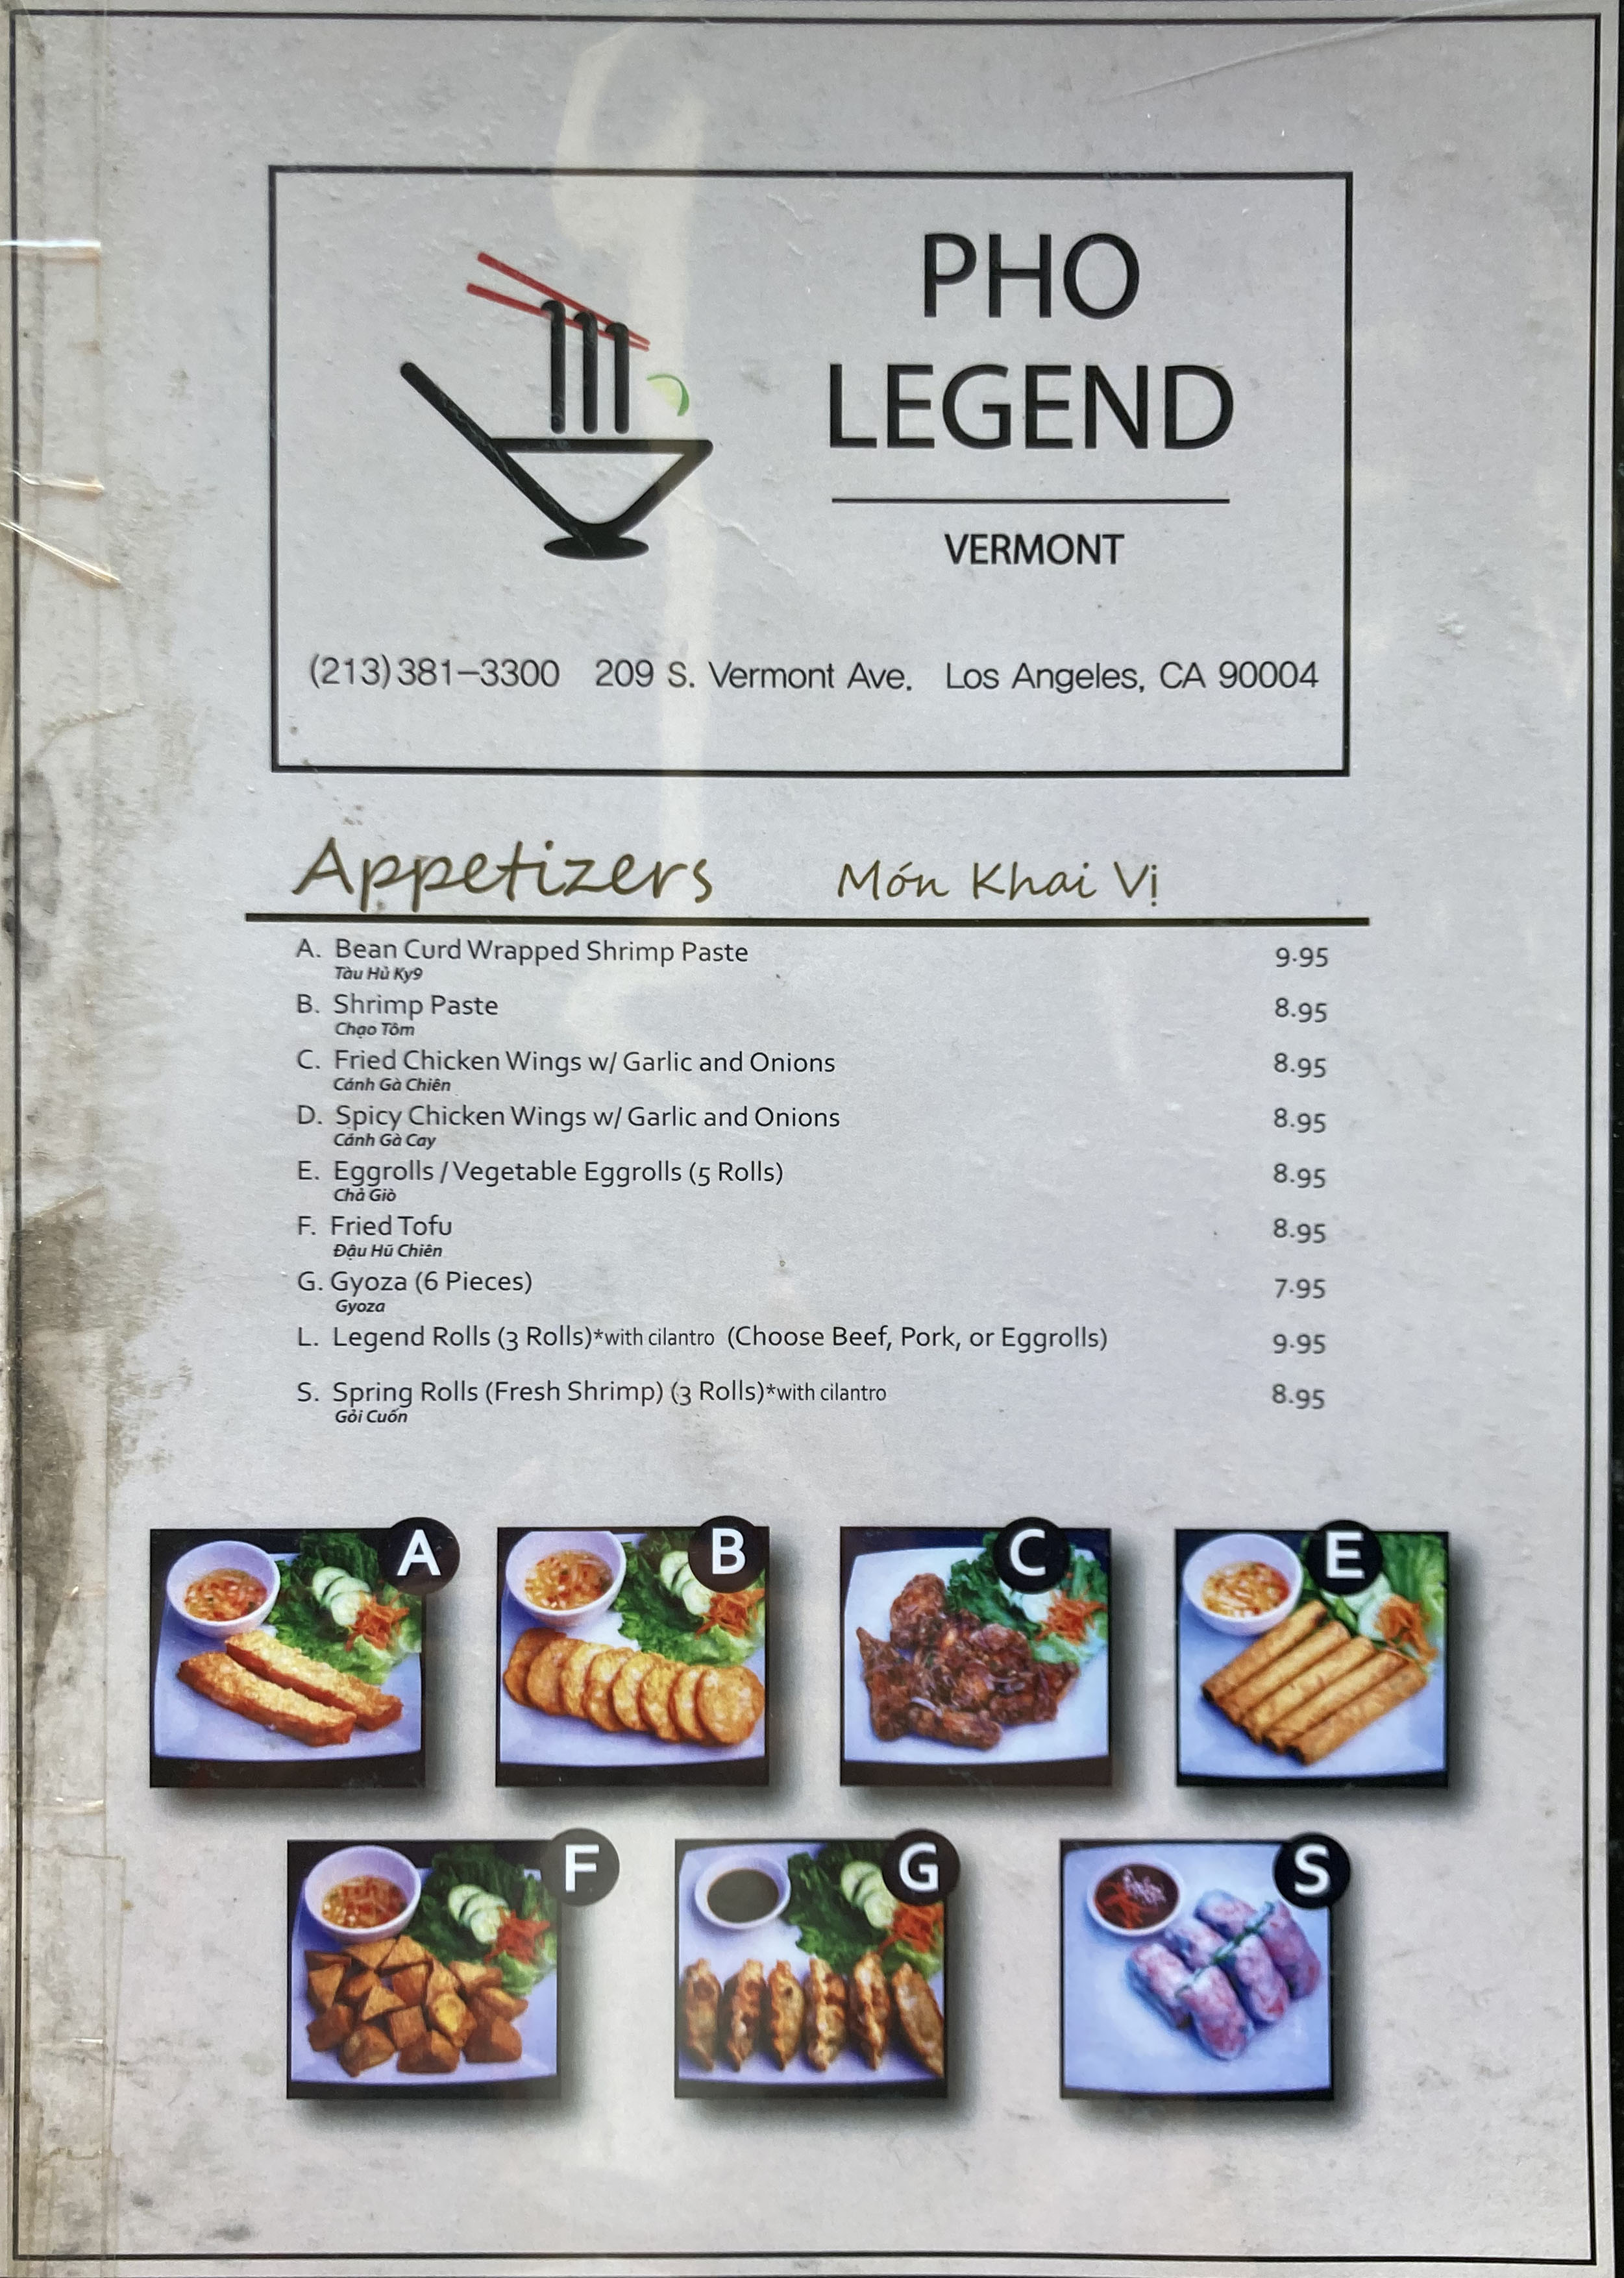 PHO
LEGEND
VERMONT
(213)381-3300 209 S. Vermont Ave. Los Angeles, CA 90004
Appetizers Món Khai Vị
A. Bean Curd Wrapped Shrimp Paste 9.95
Tàu Hủ Ky9
B. Shrimp Paste 8.95
Chạo Tôm
C. Fried Chicken Wings w/ Garlic and Onions 8.95
Cánh Gà Chiên
D. Spicy Chicken Wings w/ Garlic and Onions 8.95
Cánh Gà Cay
E. Eggrolls / Vegetable Eggrolls (5 Rolls) 8.95
Chả Giò
F. Fried Tofu 8.95
Đậu Hũ Chiên
G. Gyoza (6 Pieces) 7.95
Gyoza
L. Legend Rolls (3 Rolls)*with cilantro (Choose Beef, Pork, or Eggrolls) 9.95
S. Spring Rolls (Fresh Shrimp) (3 Rolls)*with cilantro 8.95
Gỏi Cuốn
A B C E
F G S